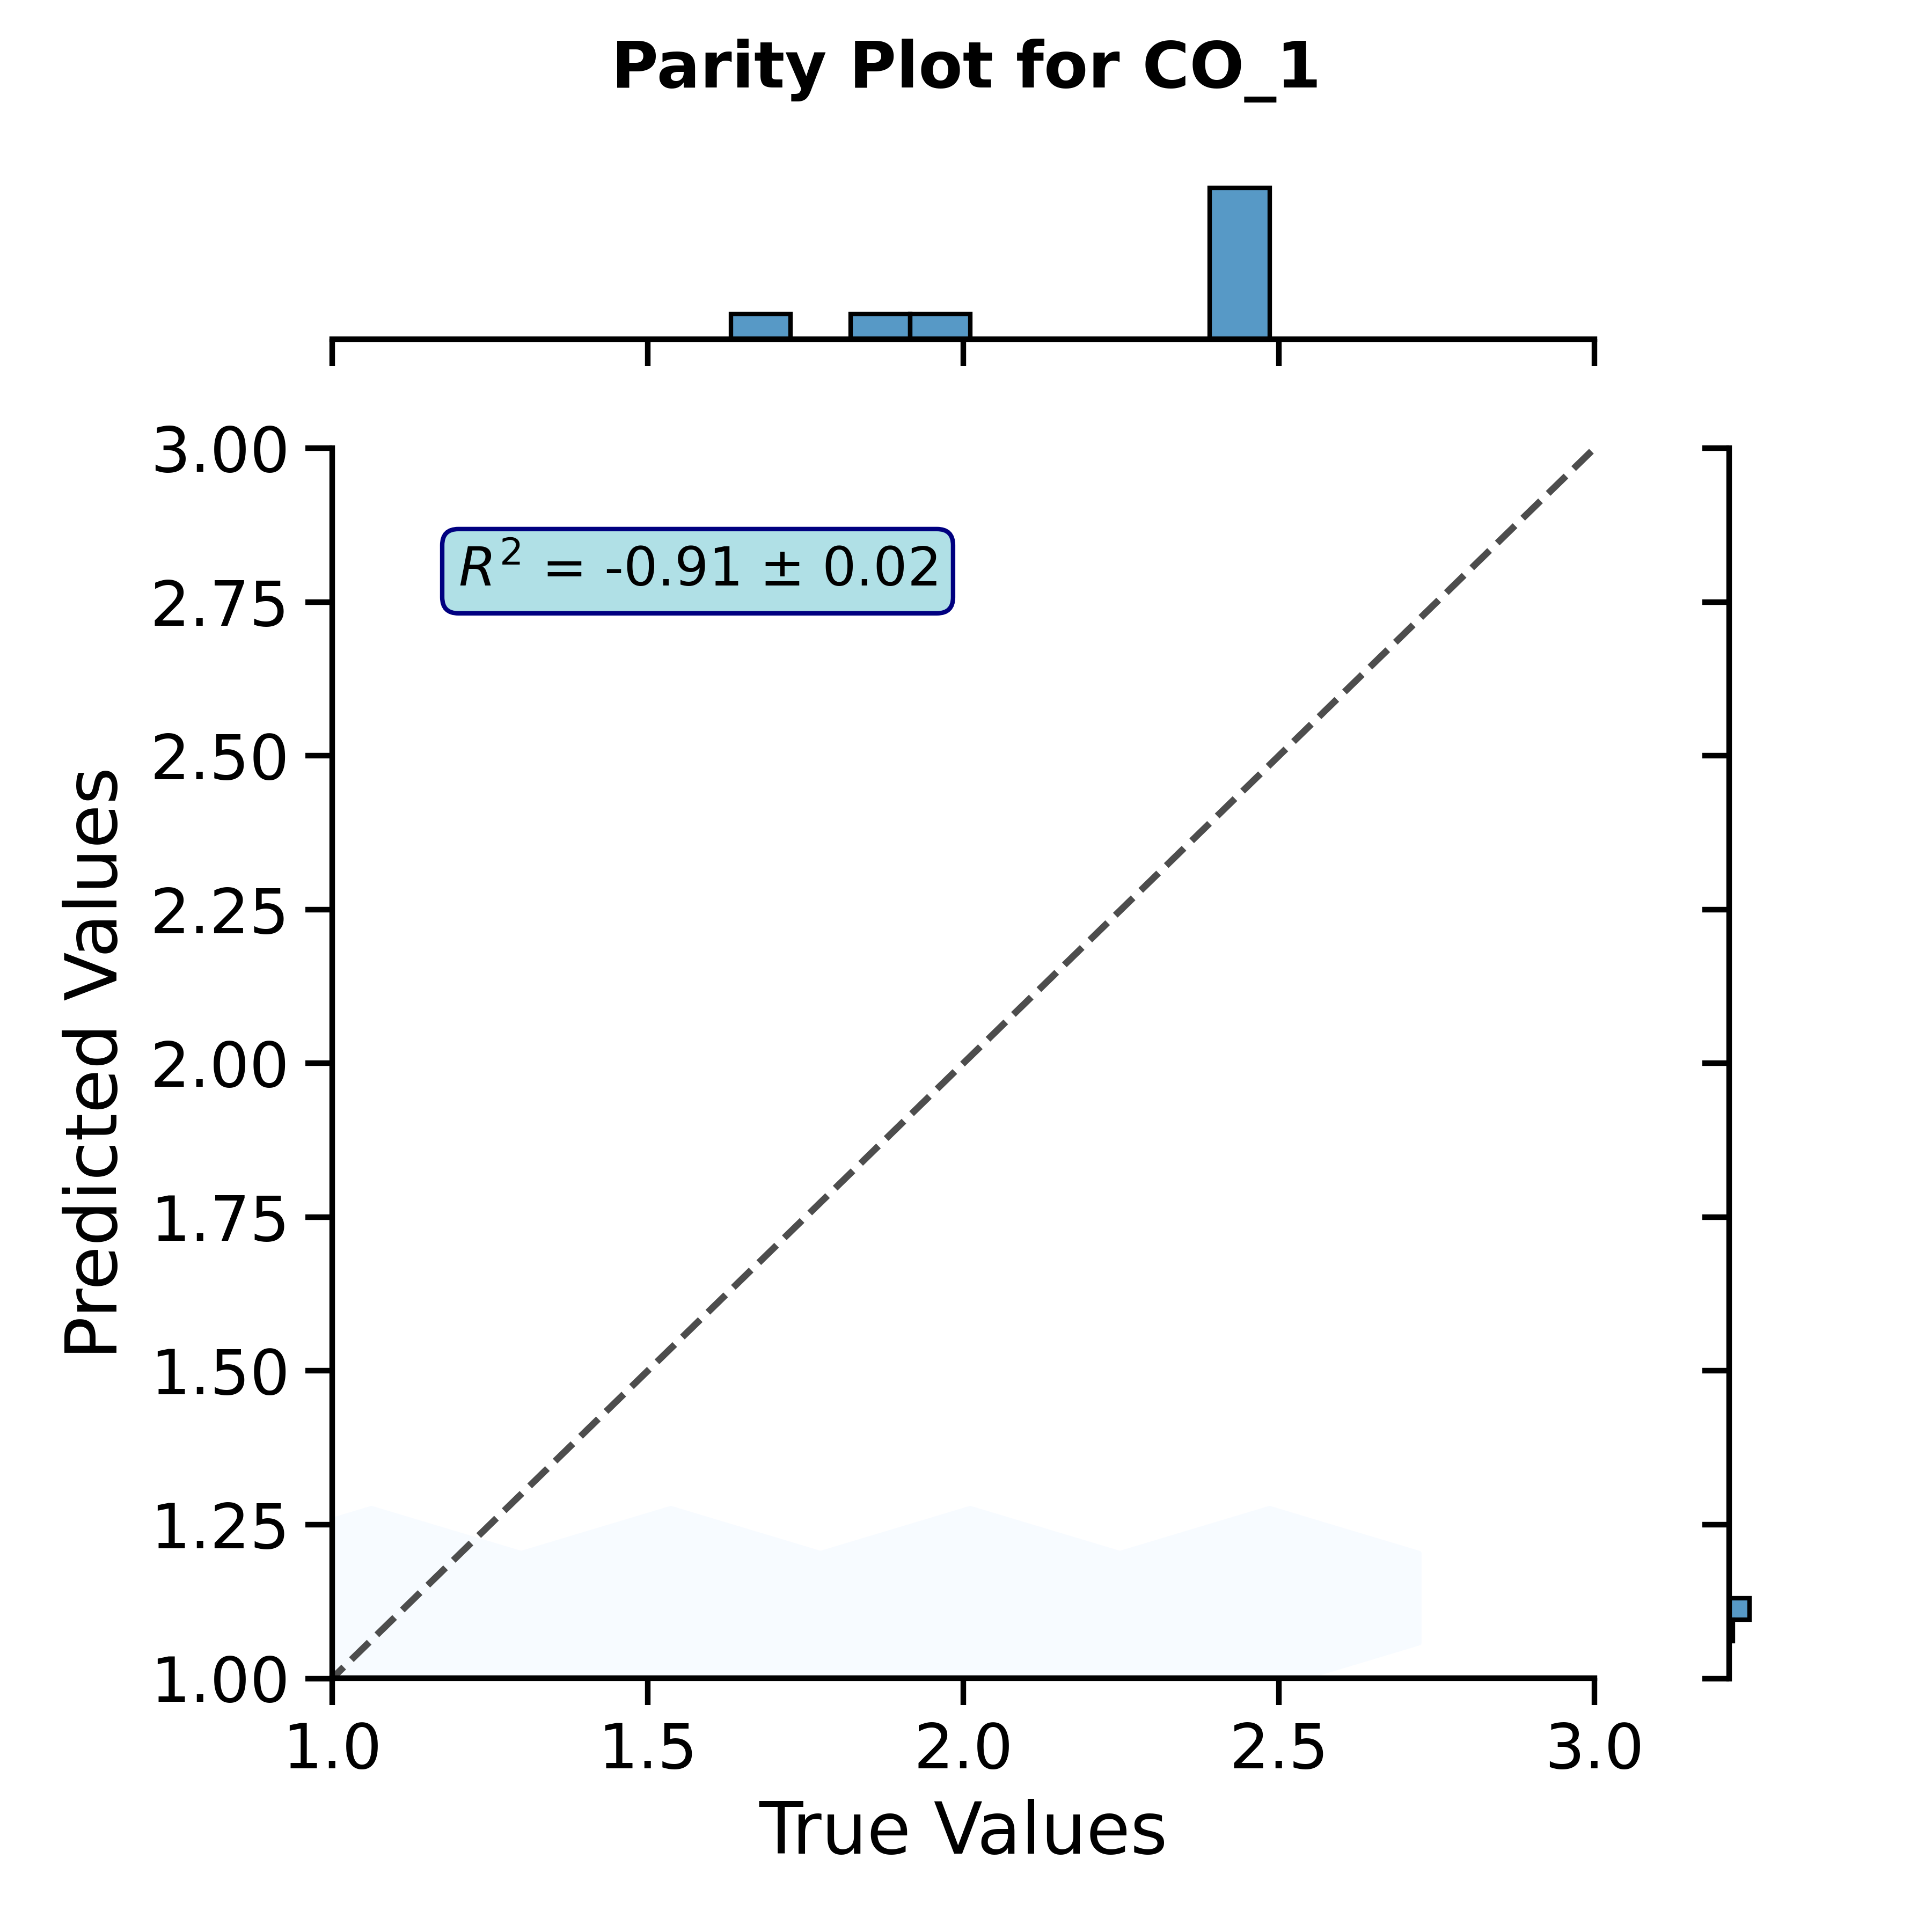 Parity Plot for CO_1
R² = -0.91 ± 0.02
Predicted Values
3.00
2.75
2.50
2.25
2.00
1.75
1.50
1.25
1.00
1.0 1.5 2.0 2.5 3.0
True Values